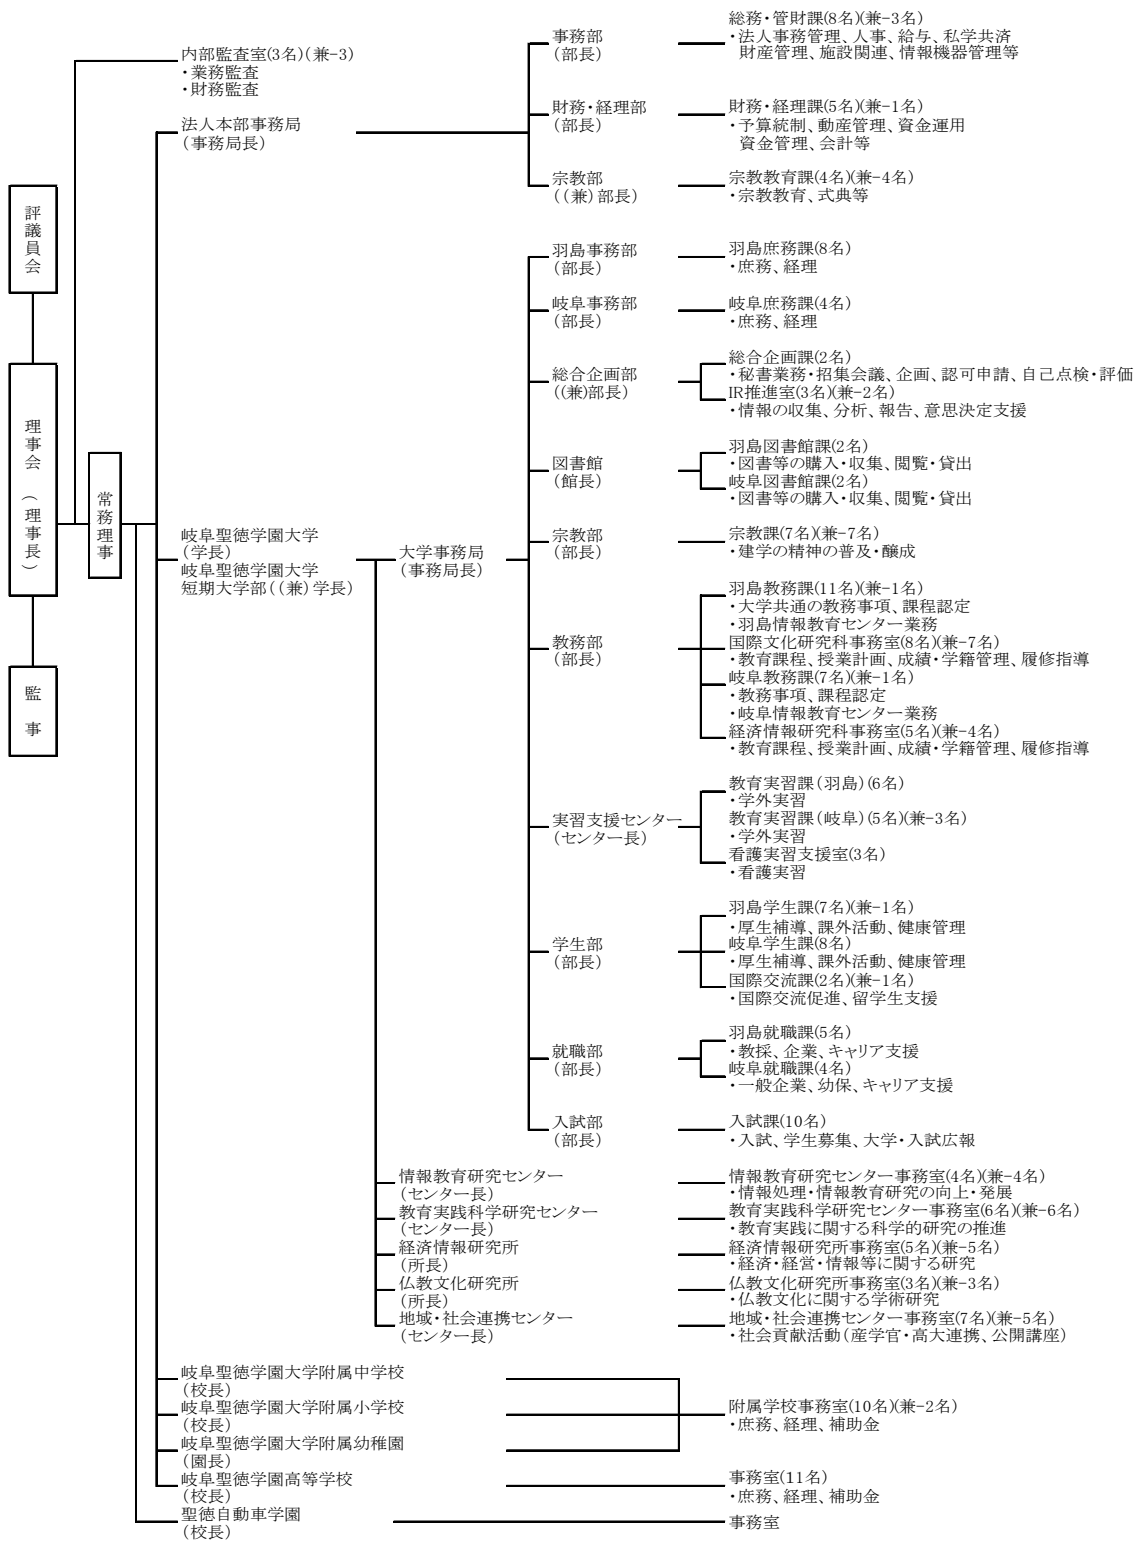 評議員会
理事会（理事長）
監事
常務理事
内部監査室(3名)(兼-3)
・業務監査
・財務監査
法人本部事務局
（事務局長）
事務部
（部長）
総務・管財課(8名)(兼-3名)
・法人事務管理、人事、給与、私学共済
財産管理、施設関連、情報機器管理等
財務・経理部
（部長）
財務・経理課(5名)(兼-1名)
・予算統制、動産管理、資金運用
資金管理、会計等
宗教部
（(兼)部長）
宗教教育課(4名)(兼-4名)
・宗教教育、式典等
岐阜聖徳学園大学
（学長）
岐阜聖徳学園大学
短期大学部（(兼)学長）
大学事務局
（事務局長）
羽島事務部
（部長）
羽島庶務課(8名)
・庶務、経理
岐阜事務部
（部長）
岐阜庶務課(4名)
・庶務、経理
総合企画部
((兼)部長）
総合企画課(2名)
・秘書業務・招集会議、企画、認可申請、自己点検・評価
IR推進室(3名)(兼-2名)
・情報の収集、分析、報告、意思決定支援
図書館
（館長）
羽島図書館課(2名)
・図書等の購入・収集、閲覧・貸出
岐阜図書館課(2名)
・図書等の購入・収集、閲覧・貸出
宗教部
（部長）
宗教課(7名)(兼-7名)
・建学の精神の普及・醸成
教務部
（部長）
羽島教務課(11名)(兼-1名)
・大学共通の教務事項、課程認定
・羽島情報教育センター業務
国際文化研究科事務室(8名)(兼-7名)
・教育課程、授業計画、成績・学籍管理、履修指導
岐阜教務課(7名)(兼-1名)
・教務事項、課程認定
・岐阜情報教育センター業務
経済情報研究科事務室(5名)(兼-4名)
・教育課程、授業計画、成績・学籍管理、履修指導
実習支援センター
（センター長）
教育実習課（羽島）(6名)
・学外実習
教育実習課（岐阜）(5名)(兼-3名)
・学外実習
看護実習支援室(3名)
・看護実習
学生部
（部長）
羽島学生課(7名)(兼-1名)
・厚生補導、課外活動、健康管理
岐阜学生課(8名)
・厚生補導、課外活動、健康管理
国際交流課(2名)(兼-1名)
・国際交流促進、留学生支援
就職部
（部長）
羽島就職課(5名)
・教採、企業、キャリア支援
岐阜就職課(4名)
・一般企業、幼保、キャリア支援
入試部
（部長）
入試課(10名)
・入試、学生募集、大学・入試広報
情報教育研究センター
（センター長）
情報教育研究センター事務室(4名)(兼-4名)
・情報処理・情報教育研究の向上・発展
教育実践科学研究センター
（センター長）
教育実践科学研究センター事務室(6名)(兼-6名)
・教育実践に関する科学的研究の推進
経済情報研究所
（所長）
経済情報研究所事務室(5名)(兼-5名)
・経済・経営・情報等に関する研究
仏教文化研究所
（所長）
仏教文化研究所事務室(3名)(兼-3名)
・仏教文化に関する学術研究
地域・社会連携センター
（センター長）
地域・社会連携センター事務室(7名)(兼-5名)
・社会貢献活動（産学官・高大連携、公開講座）
岐阜聖徳学園大学附属中学校
（校長）
岐阜聖徳学園大学附属小学校
（校長）
岐阜聖徳学園大学附属幼稚園
（園長）
附属学校事務室(10名)(兼-2名)
・庶務、経理、補助金
岐阜聖徳学園高等学校
（校長）
事務室(11名)
・庶務、経理、補助金
聖徳自動車学園
（校長）
事務室